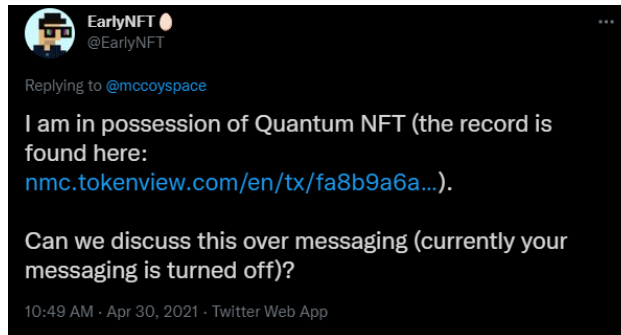 EarlyNFT
@EarlyNFT
Replying to @mccoyspace
I am in possession of Quantum NFT (the record is
found here:
nmc.tokenview.com/en/tx/fa8b9a6a…).
Can we discuss this over messaging (currently your
messaging is turned off)?
10:49 AM · Apr 30, 2021 · Twitter Web App